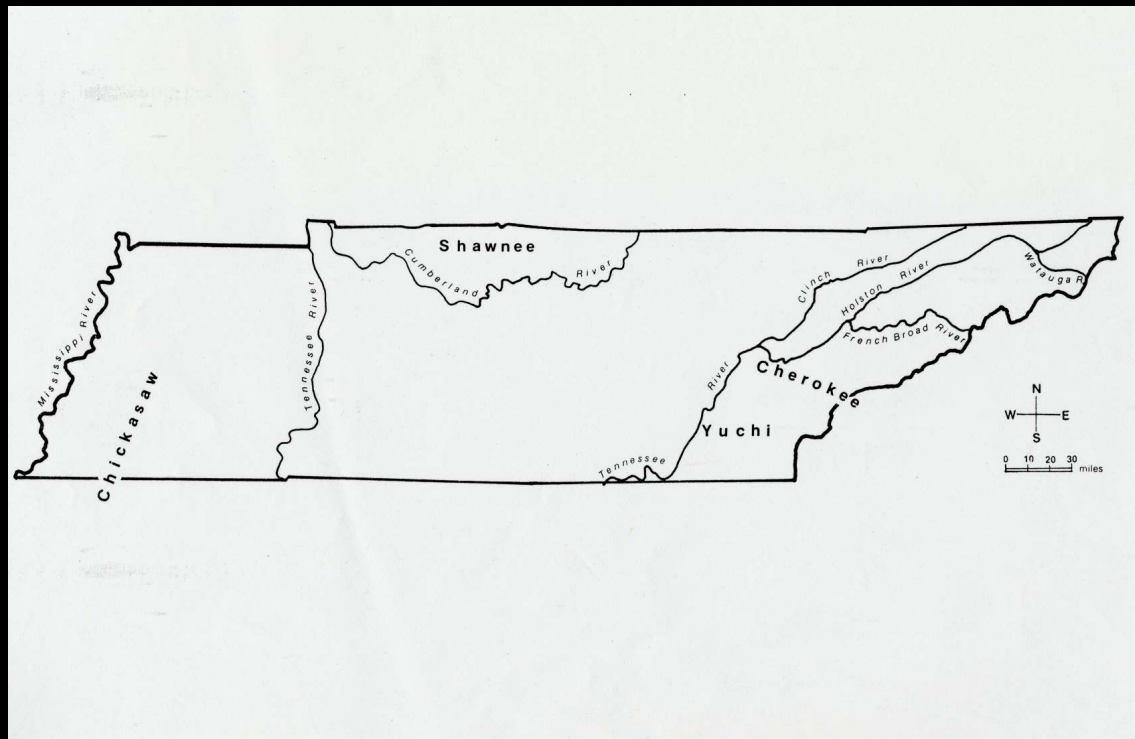 Shawnee
Cumberland River
Mississippi River
Tennessee River
Chickasaw
Clinch River
Holston River
Watauga R.
French Broad River
Cherokee
Yuchi
Tennessee River
N
W E
S
0 10 20 30 miles